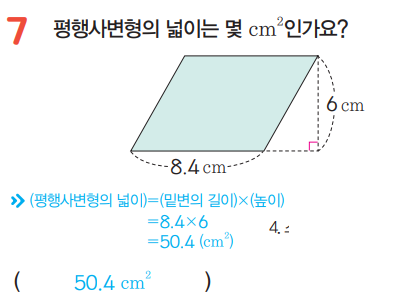 7 평행사변형의 넓이는 몇 cm²인가요?
6 cm
8.4 cm
(평행사변형의 넓이)=(밑변의 길이)×(높이)
=8.4×6
4.
=50.4 (cm²)
( 50.4 cm² )